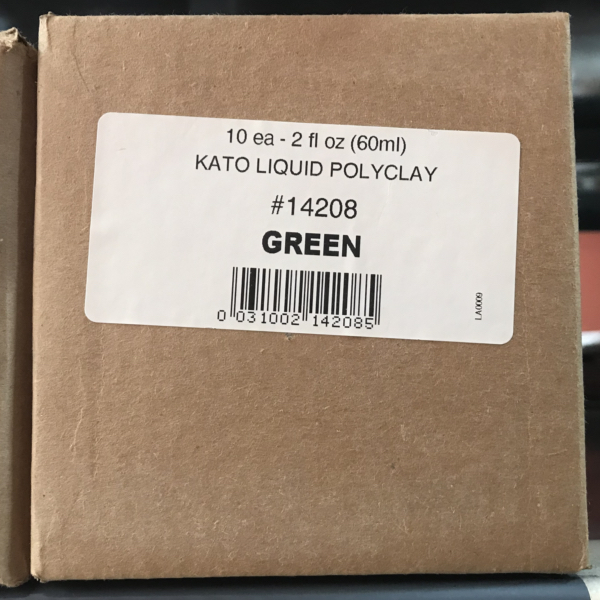 10 ea - 2 fl oz (60ml)
KATO LIQUID POLYCLAY
#14208
GREEN
0 031002 142085
LA0009